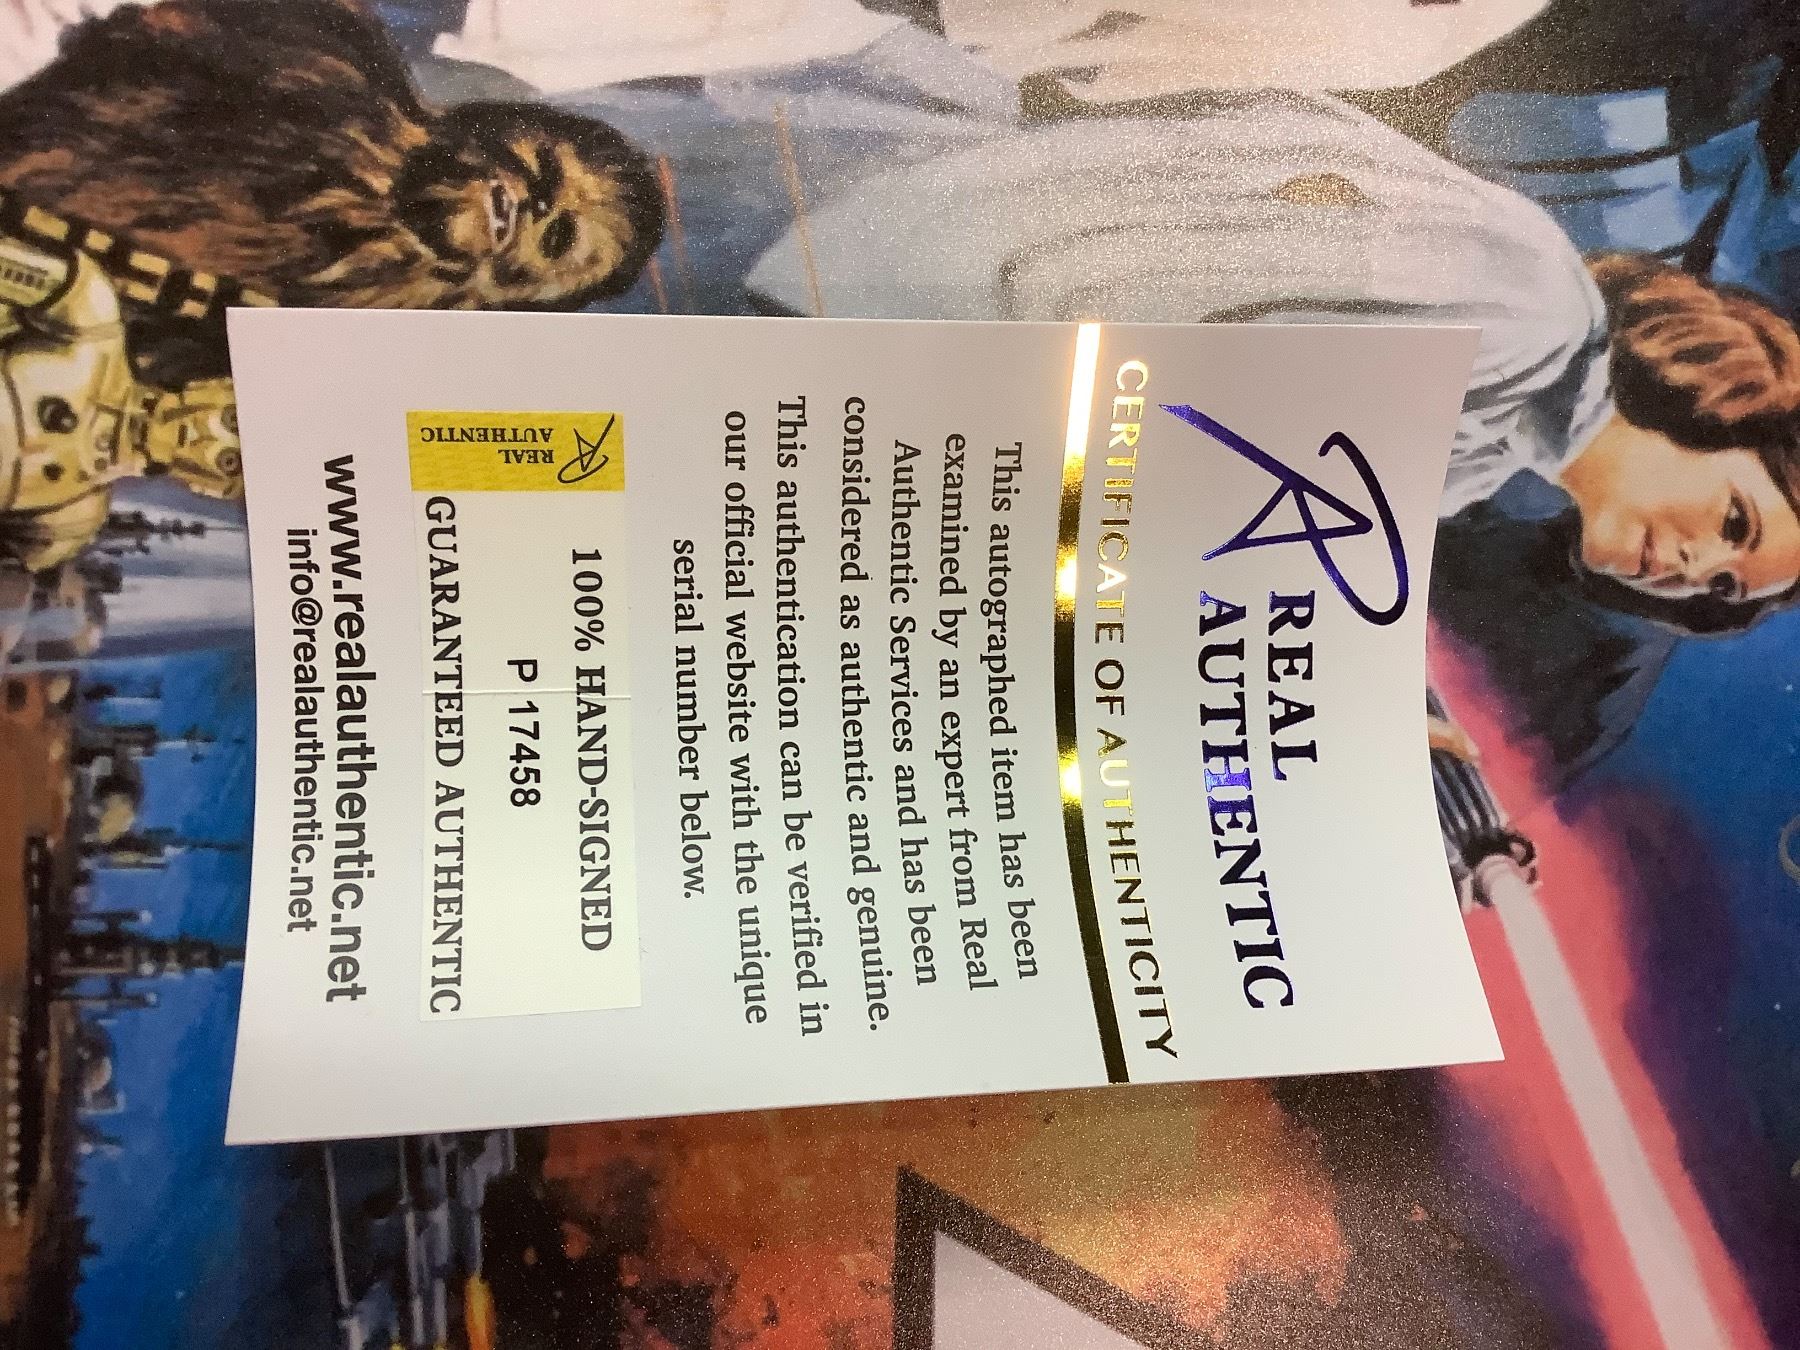 REAL
AUTHENTIC
CERTIFICATE OF AUTHENTICITY
This autographed item has been
examined by an expert from Real
Authentic Services and has been
considered as authentic and genuine.
This authentication can be verified in
our official website with the unique
serial number below.
REAL
AUTHENTIC
100% HAND-SIGNED
P 17458
GUARANTEED AUTHENTIC
www.realauthentic.net
info@realauthentic.net